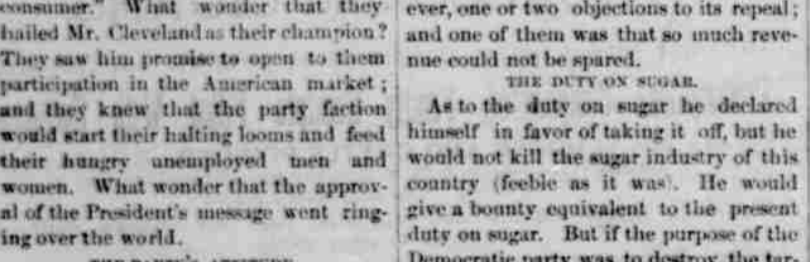 consumer." What wonder that they
hailed Mr. Cleveland as their champion?
They saw him promise to open to them
participation in the American market;
and they knew that the party faction
would start their halting looms and feed
their hungry unemployed men and
women. What wonder that the approv-
al of the President's message went ring-
ing over the world.
ever, one or two objections to its repeal;
and one of them was that so much reve-
nue could not be spared.
THE DUTY ON SUGAR.
As to the duty on sugar he declared
himself in favor of taking it off, but he
would not kill the sugar industry of this
country (feeble as it was). He would
give a bounty equivalent to the present
duty on sugar. But if the purpose of the
Democratic party was to destroy the tar-